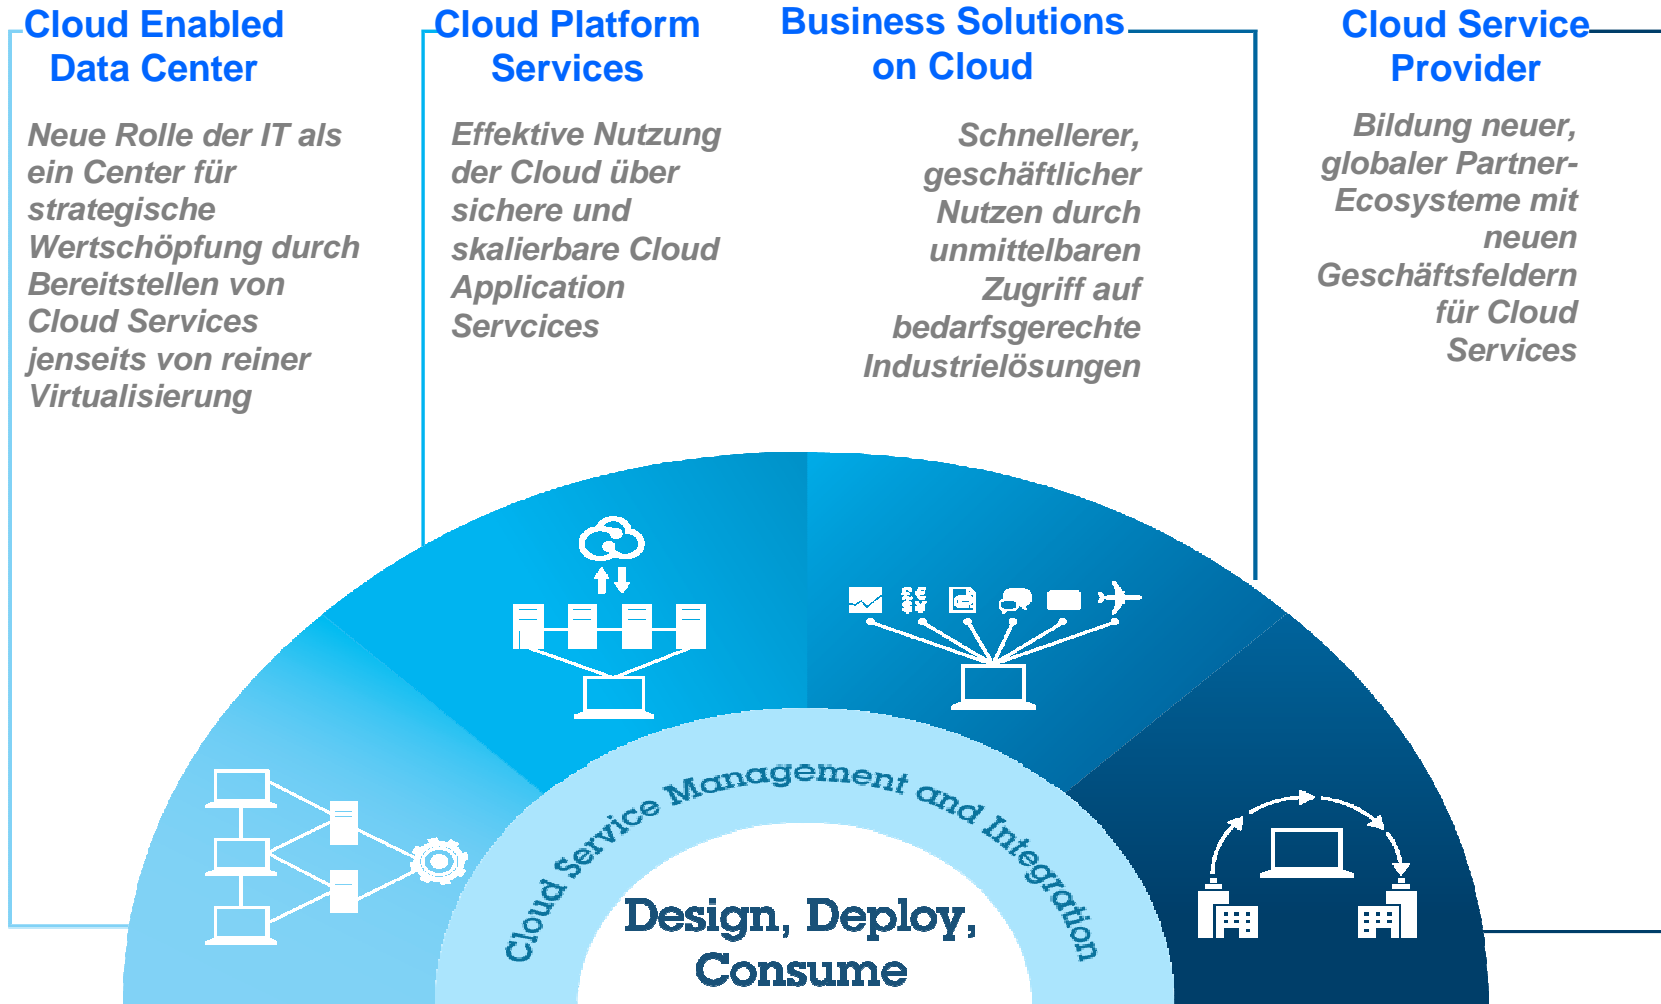 Cloud Enabled
Data Center
Neue Rolle der IT als
ein Center für
strategische
Wertschöpfung durch
Bereitstellen von
Cloud Services
jenseits von reiner
Virtualisierung
Cloud Platform
Services
Effektive Nutzung
der Cloud über
sichere und
skalierbare Cloud
Application
Servcices
Business Solutions
on Cloud
Schnellerer,
geschäftlicher
Nutzen durch
unmittelbaren
Zugriff auf
bedarfsgerechte
Industrielösungen
Cloud Service
Provider
Bildung neuer,
globaler Partner-
Ecosysteme mit
neuen
Geschäftsfeldern
für Cloud
Services
£€
$¥
Cloud Service Management and Integration
Design, Deploy,
Consume